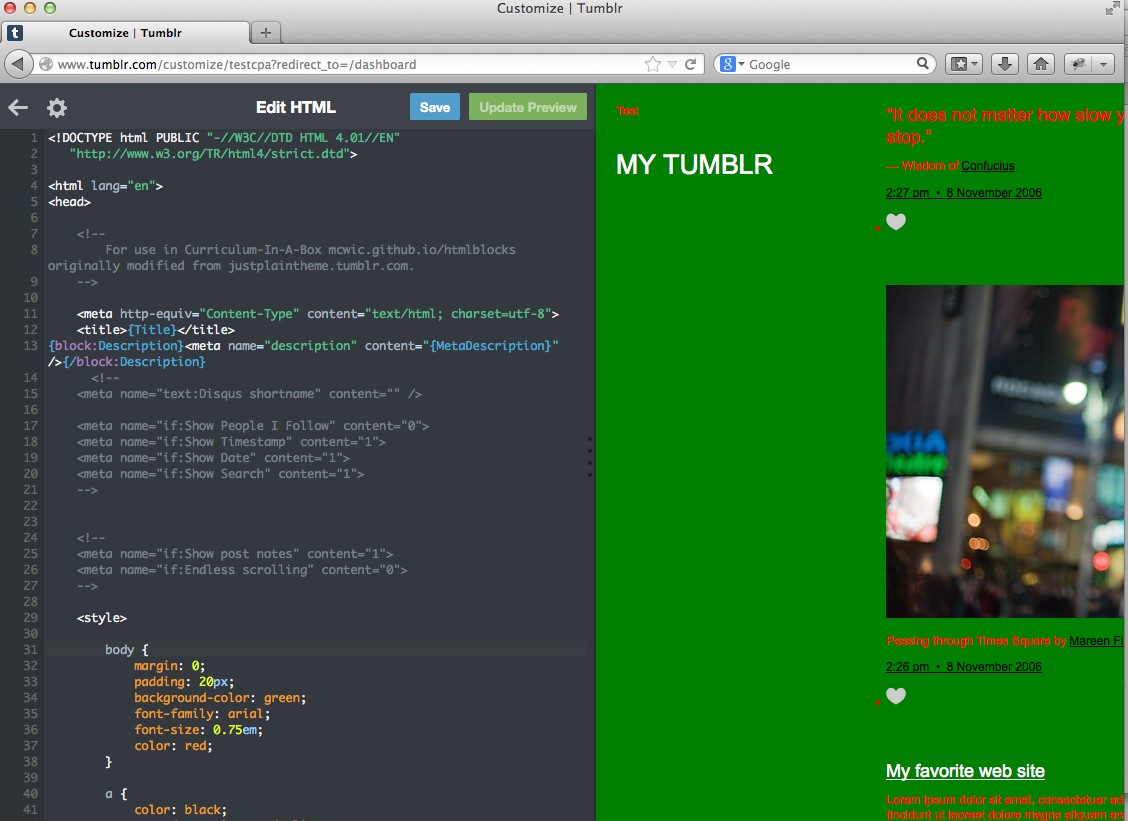 Customize | Tumblr
Customize | Tumblr
www.tumblr.com/customize/testcpa?redirect_to=/dashboard
Google
Edit HTML
Save
Update Preview
1 <!DOCTYPE html PUBLIC "-//W3C//DTD HTML 4.01//EN"
2 "http://www.w3.org/TR/html4/strict.dtd">
3
4 <html lang="en">
5 <head>
6
7 <!--
8 For use in Curriculum-In-A-Box mcwic.github.io/htmlblocks
originally modified from justplaintheme.tumblr.com.
9 -->
10
11 <meta http-equiv="Content-Type" content="text/html; charset=utf-8">
12 <title>{Title}</title>
13 {block:Description}<meta name="description" content="{MetaDescription}"
/>{/block:Description}
14 <!--
15 <meta name="text:Disqus shortname" content="" />
16
17 <meta name="if:Show People I Follow" content="0">
18 <meta name="if:Show Timestamp" content="1">
19 <meta name="if:Show Date" content="1">
20 <meta name="if:Show Search" content="1">
21 -->
22
23
24 <!--
25 <meta name="if:Show post notes" content="1">
26 <meta name="if:Endless scrolling" content="0">
27 -->
28
29 <style>
30
31 body {
32 margin: 0;
33 padding: 20px;
34 background-color: green;
35 font-family: arial;
36 font-size: 0.75em;
37 color: red;
38 }
39
40 a {
41 color: black;
Test
MY TUMBLR
"It does not matter how slow y
stop."
— Wisdom of Confucius
2:27 pm • 8 November 2006
Passing through Times Square by Mareen Fi
2:26 pm • 8 November 2006
My favorite web site
Lorem ipsum dolor sit amet, consectetuer ad
tincidunt ut laoreet dolore magna aliquam er